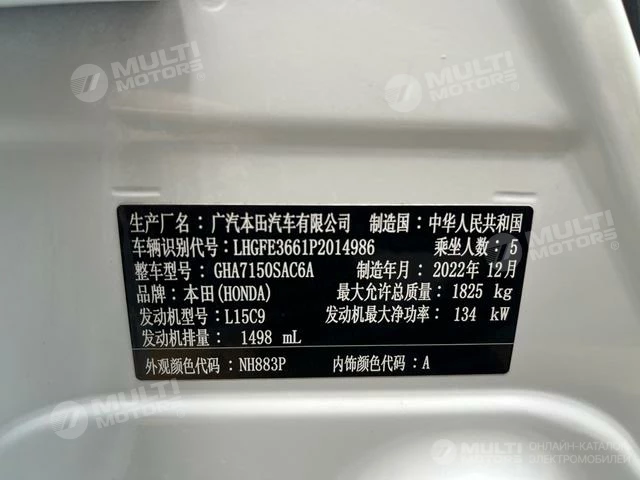 MULTI
MOTORS
MULTI
MOTORS
生产厂名：广汽本田汽车有限公司 制造国：中华人民共和国
车辆识别代号：LHGFE3661P2014986 乘坐人数：5
整车型号：GHA7150SAC6A 制造年月：2022年12月
品牌：本田(HONDA) 最大允许总质量：1825 kg
发动机型号：L15C9 发动机最大净功率：134 kW
发动机排量：1498 mL
外观颜色代码：NH883P 内饰颜色代码：A
MULTI
MOTORS
MULTI
MOTORS
ОНЛАЙН-КАТАЛОГ
ЭЛЕКТРОМОБИЛЕЙ